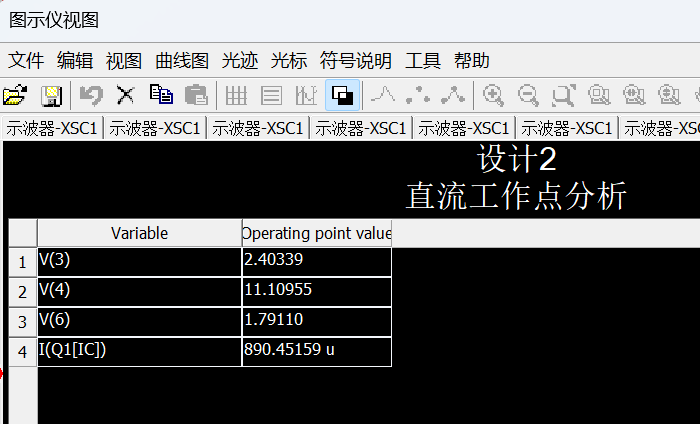 图示仪视图
文件 编辑 视图 曲线图 光迹 光标 符号说明 工具 帮助
示波器-XSC1 示波器-XSC1 示波器-XSC1 示波器-XSC1 示波器-XSC1 示波器-XSC1 示波器-XSC
设计2
直流工作点分析
Variable Operating point value
1 V(3) 2.40339
2 V(4) 11.10955
3 V(6) 1.79110
4 I(Q1[IC]) 890.45159 u